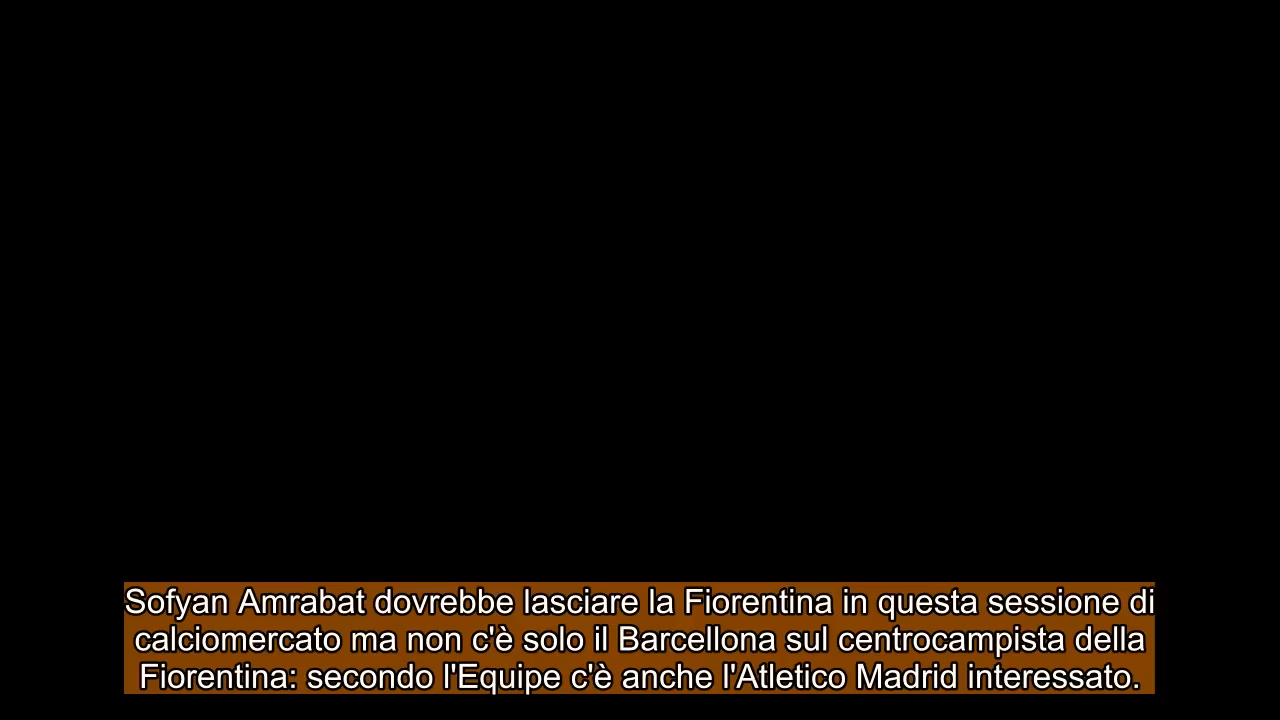 Sofyan Amrabat dovrebbe lasciare la Fiorentina in questa sessione di
calciomercato ma non c'è solo il Barcellona sul centrocampista della
Fiorentina: secondo l'Equipe c'è anche l'Atletico Madrid interessato.